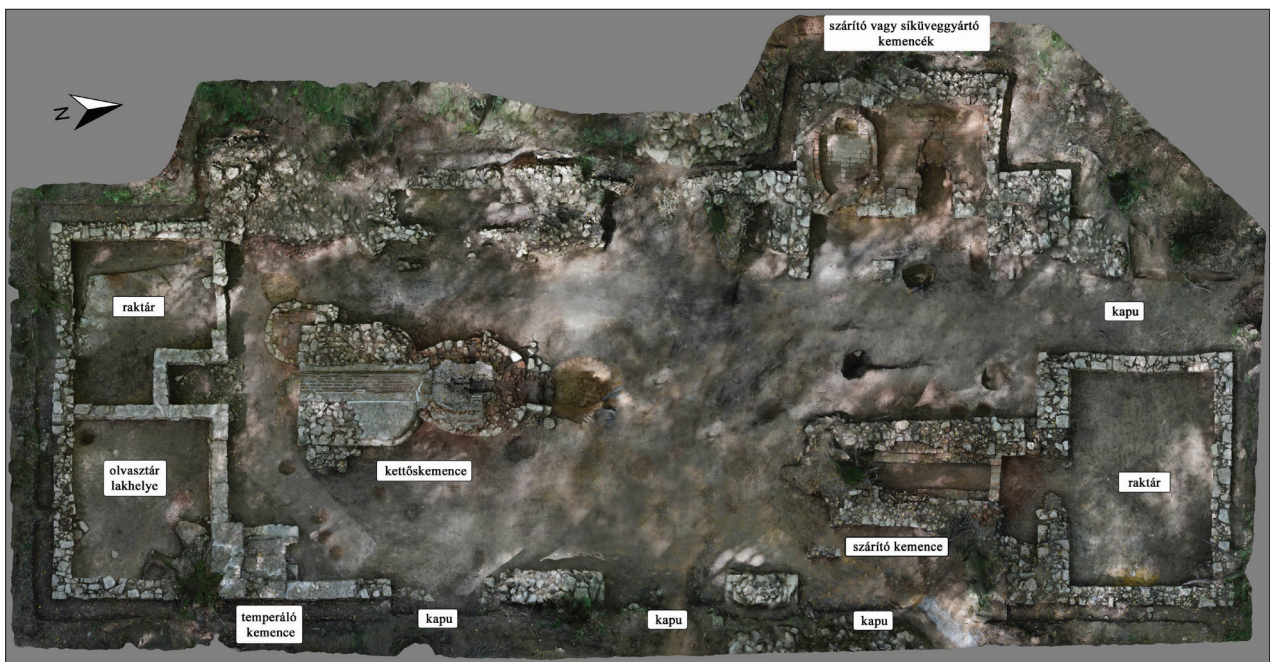 szárító vagy síküveggyártó
kemencék
N
raktár
kapu
olvasztár
lakhelye
kettőskemence
raktár
szárító kemence
temperáló
kemence
kapu
kapu
kapu